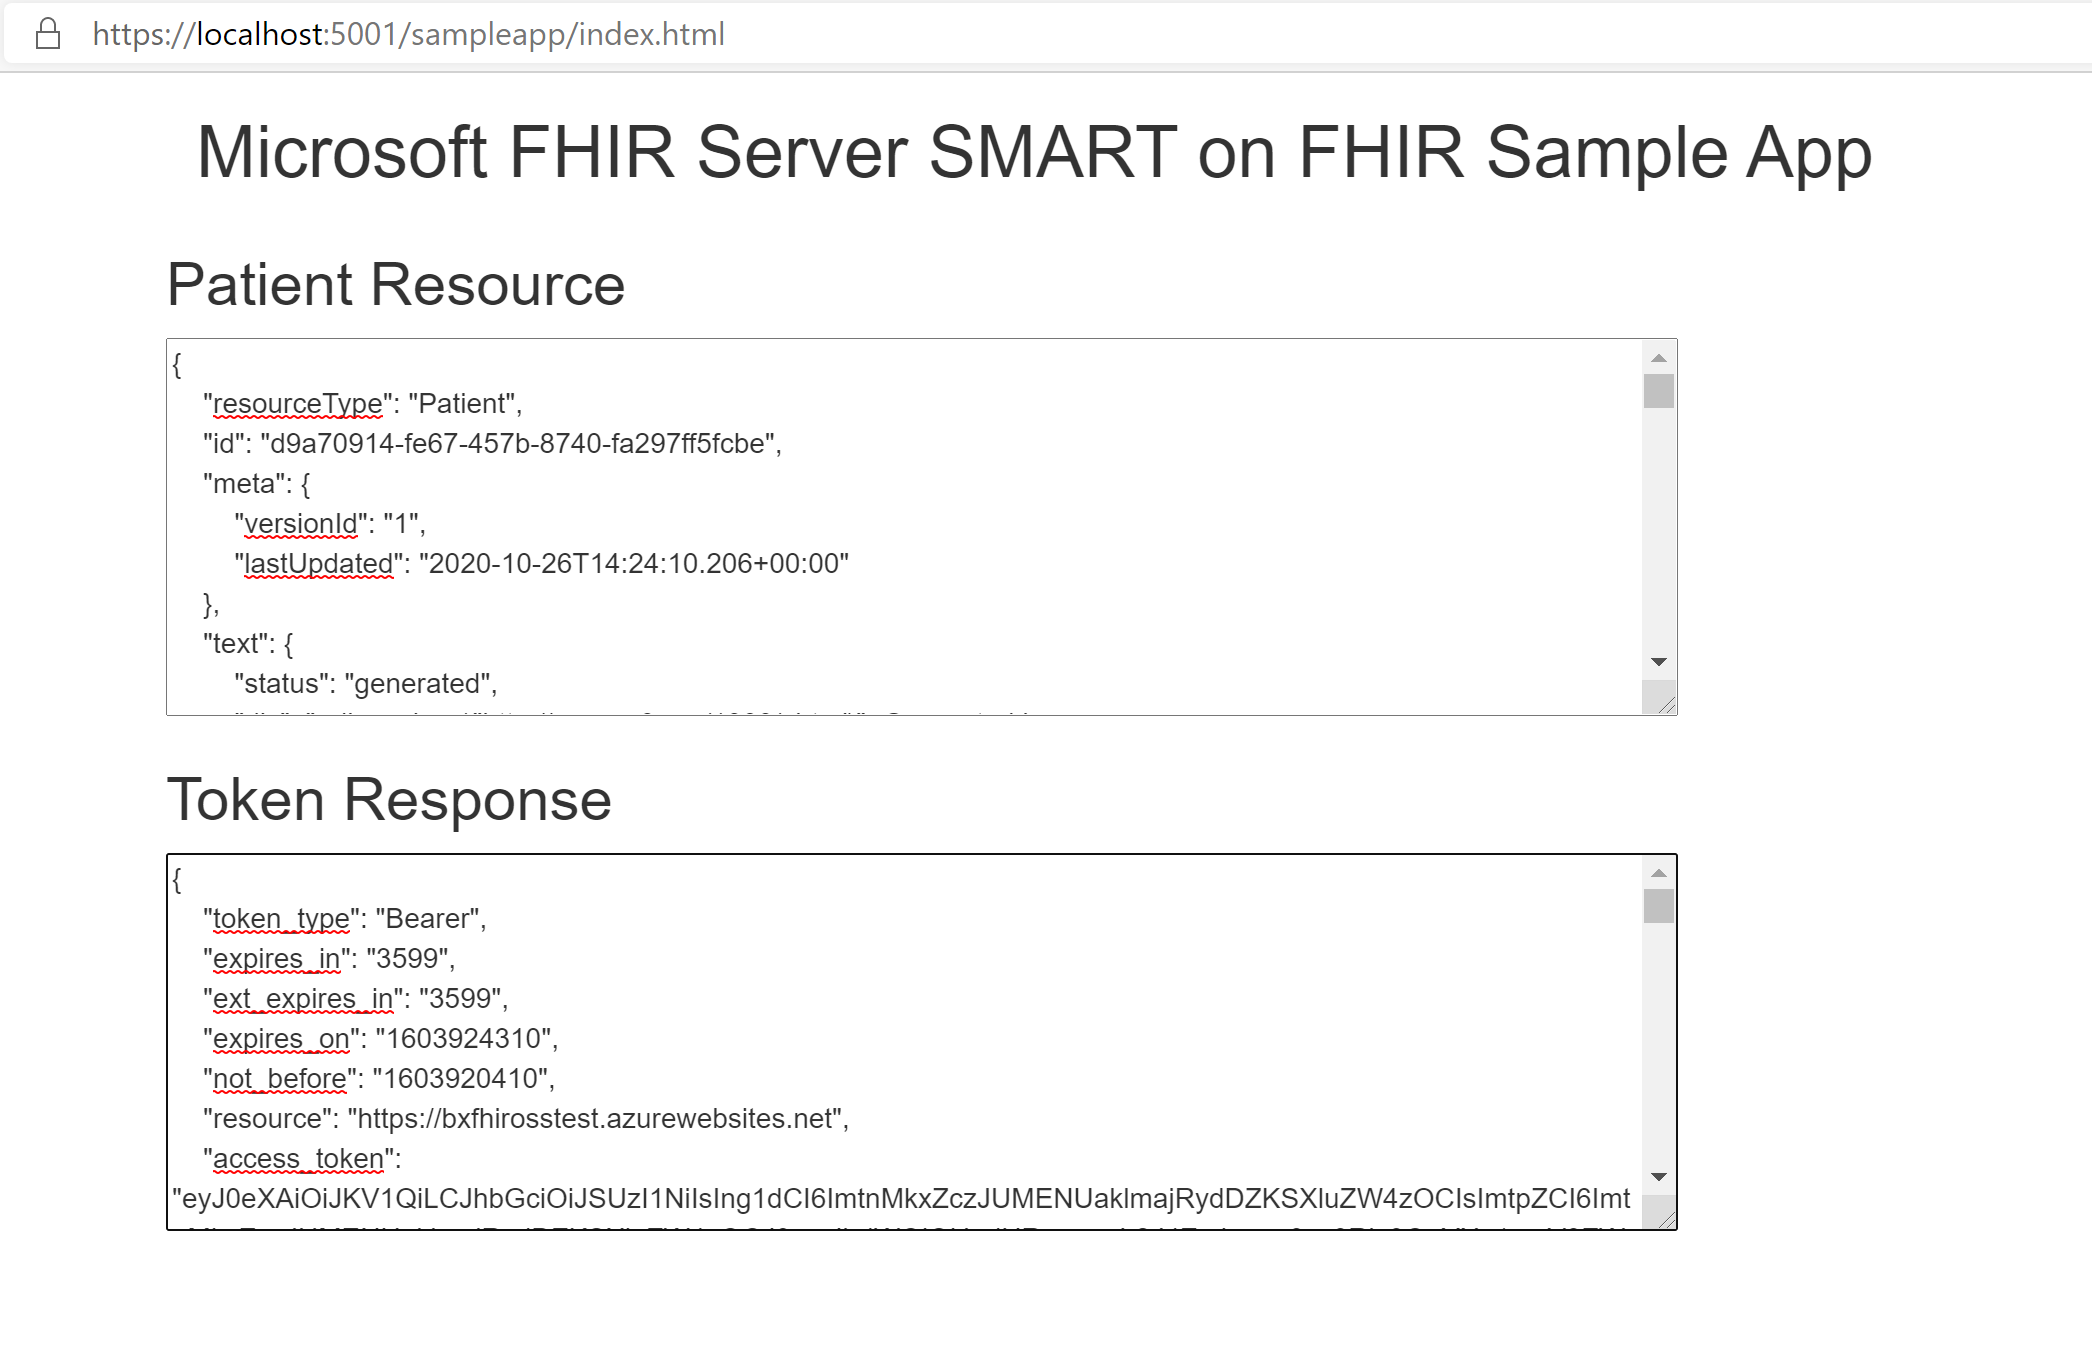 https://localhost:5001/sampleapp/index.html
Microsoft FHIR Server SMART on FHIR Sample App
Patient Resource
{
"resourceType": "Patient",
"id": "d9a70914-fe67-457b-8740-fa297ff5fcbe",
"meta": {
"versionId": "1",
"lastUpdated": "2020-10-26T14:24:10.206+00:00"
},
"text": {
"status": "generated",
Token Response
{
"token_type": "Bearer",
"expires_in": "3599",
"ext_expires_in": "3599",
"expires_on": "1603924310",
"not_before": "1603920410",
"resource": "https://bxfhirosstest.azurewebsites.net",
"access_token":
"eyJ0eXAiOiJKV1QiLCJhbGciOiJSUzI1NiIsIng1dCI6ImtnMkxZczJUMENUaklmajRydDZKSXluZW4zOCIsImtpZCI6Imt